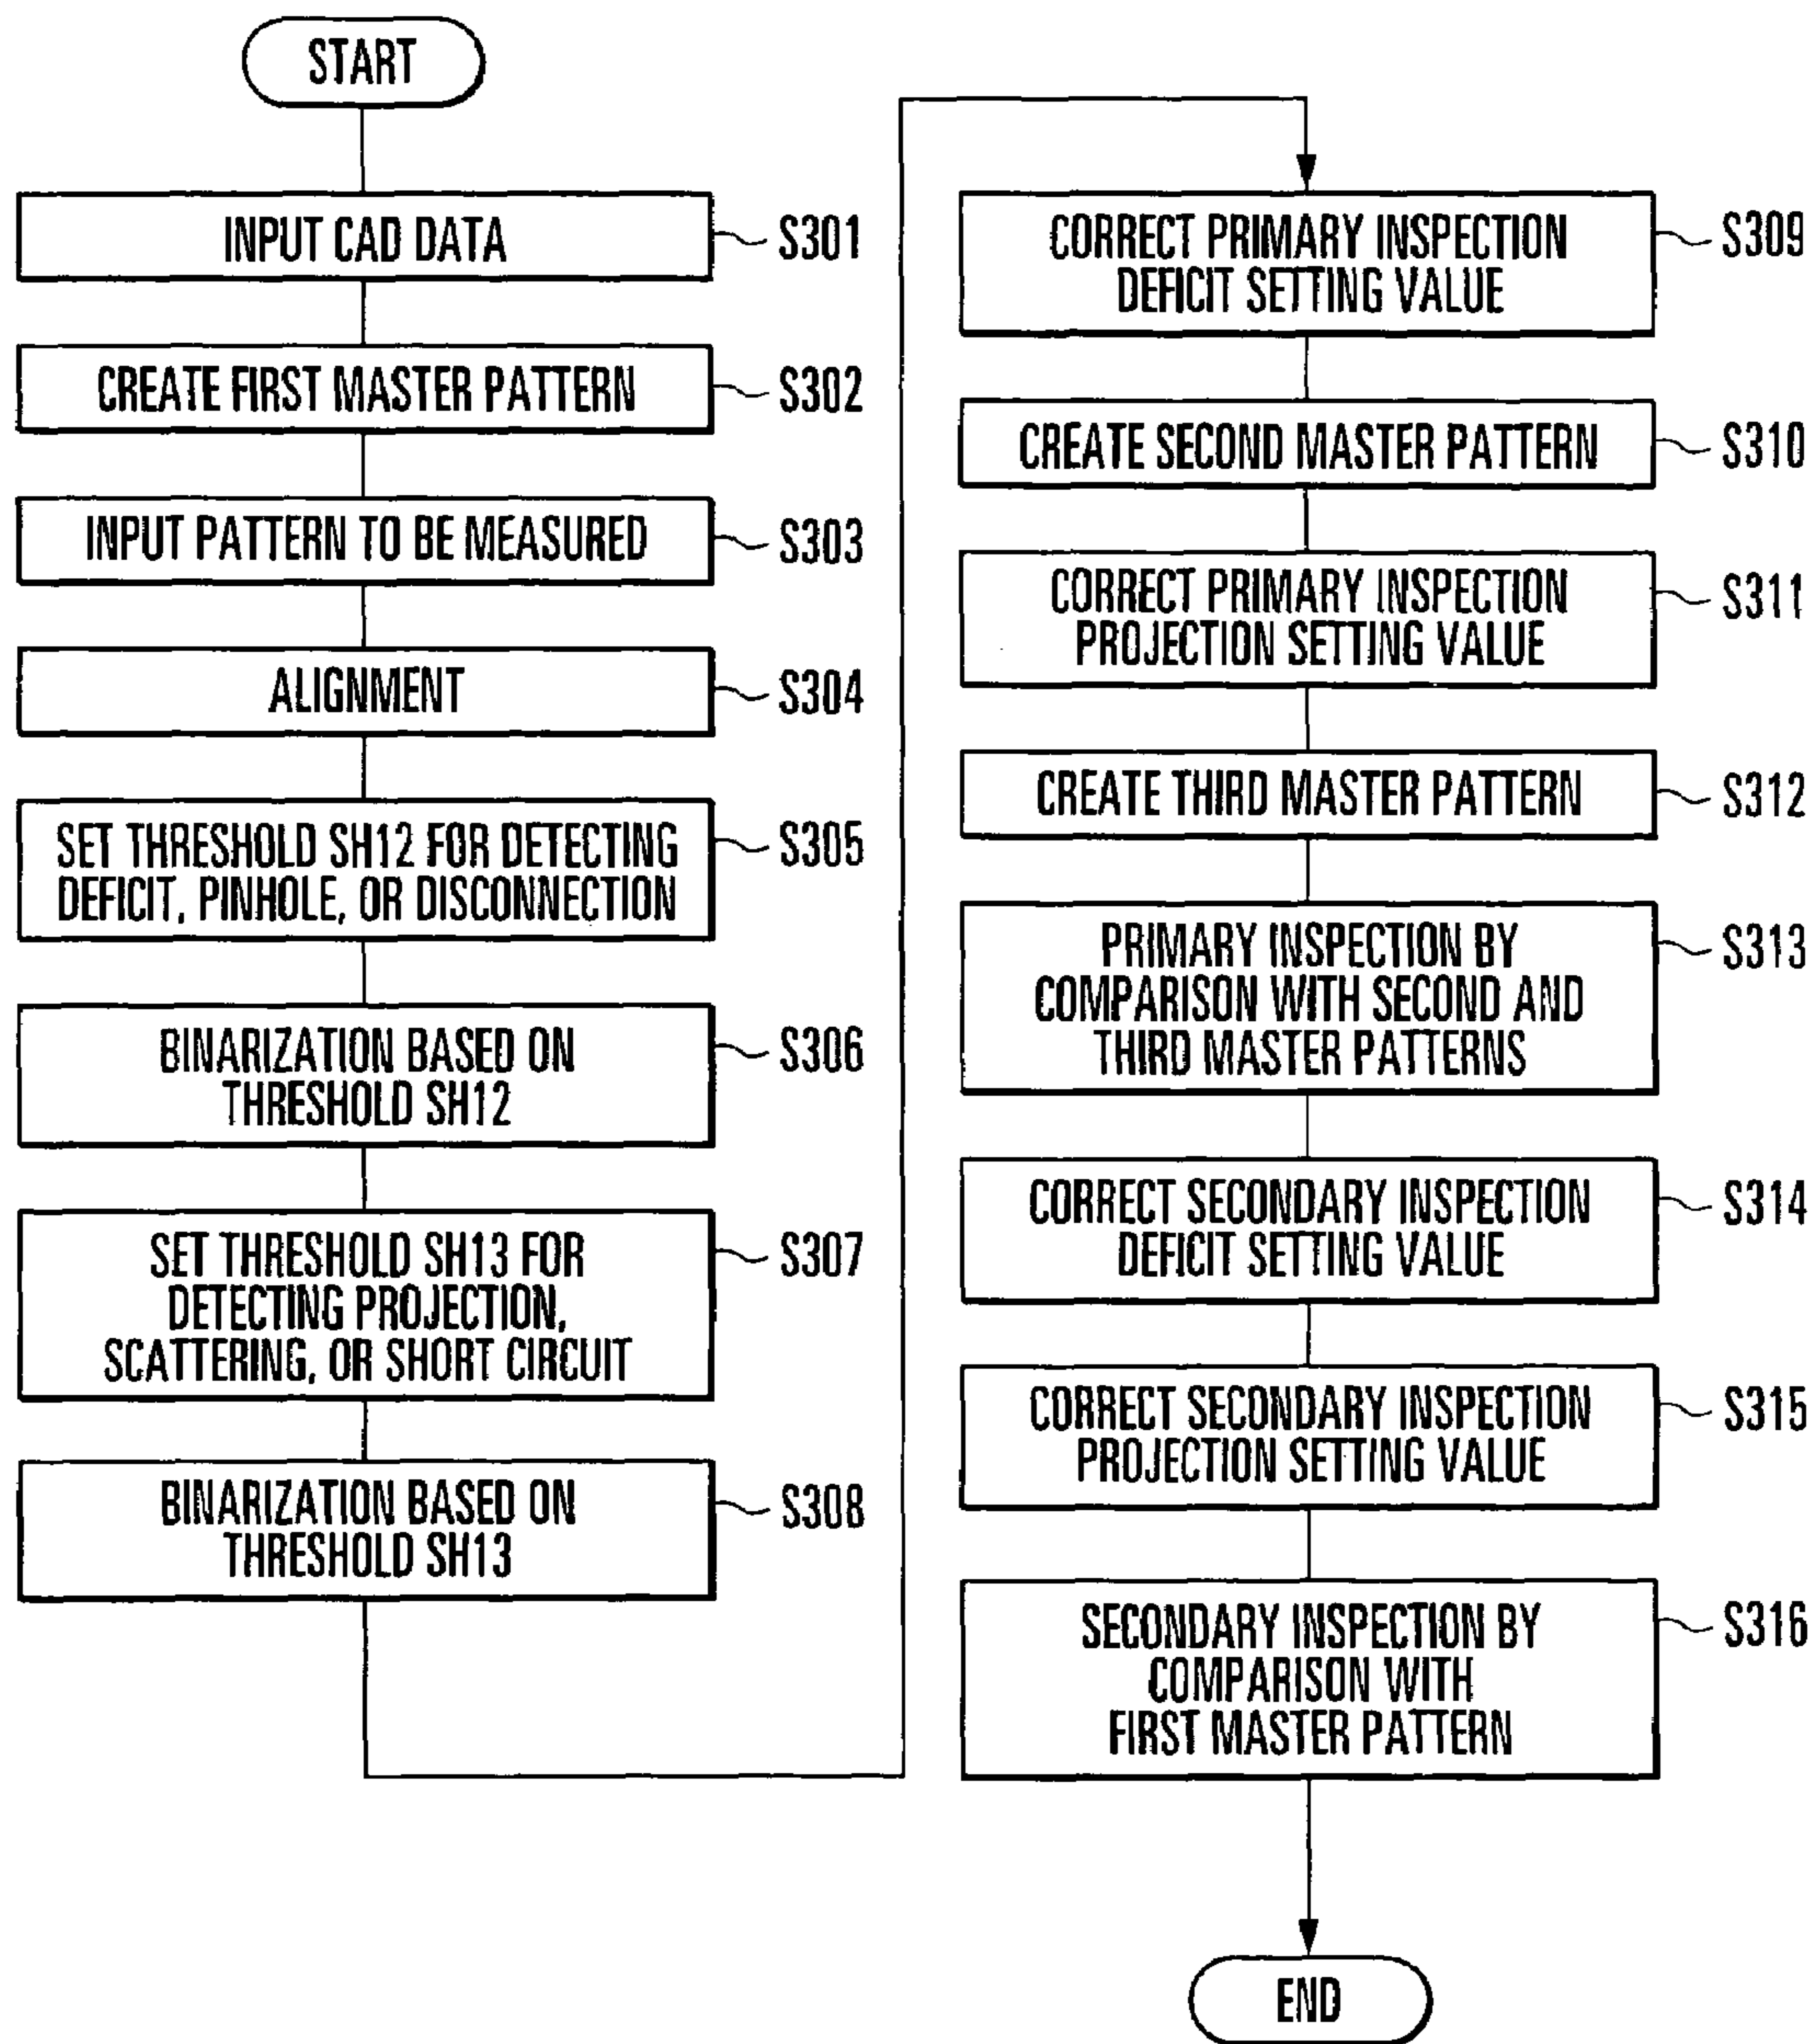 START
INPUT CAD DATA
S301
CREATE FIRST MASTER PATTERN
S302
INPUT PATTERN TO BE MEASURED
S303
ALIGNMENT
S304
SET THRESHOLD SH12 FOR DETECTING
DEFICIT, PINHOLE, OR DISCONNECTION
S305
BINARIZATION BASED ON
THRESHOLD SH12
S306
SET THRESHOLD SH13 FOR
DETECTING PROJECTION,
SCATTERING, OR SHORT CIRCUIT
S307
BINARIZATION BASED ON
THRESHOLD SH13
S308
CORRECT PRIMARY INSPECTION
DEFICIT SETTING VALUE
S309
CREATE SECOND MASTER PATTERN
S310
CORRECT PRIMARY INSPECTION
PROJECTION SETTING VALUE
S311
CREATE THIRD MASTER PATTERN
S312
PRIMARY INSPECTION BY
COMPARISON WITH SECOND AND
THIRD MASTER PATTERNS
S313
CORRECT SECONDARY INSPECTION
DEFICIT SETTING VALUE
S314
CORRECT SECONDARY INSPECTION
PROJECTION SETTING VALUE
S315
SECONDARY INSPECTION BY
COMPARISON WITH
FIRST MASTER PATTERN
S316
END